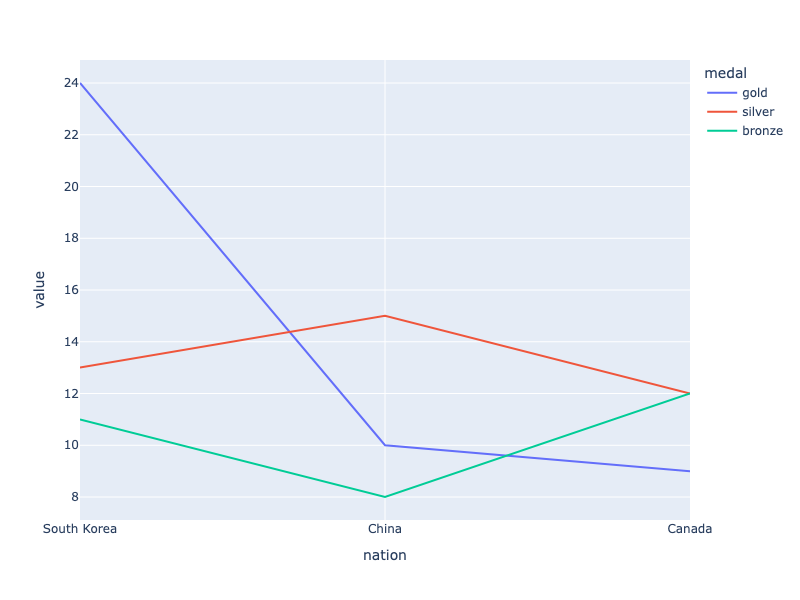 medal
gold
silver
bronze
value
24
22
20
18
16
14
12
10
8
South Korea China Canada
nation